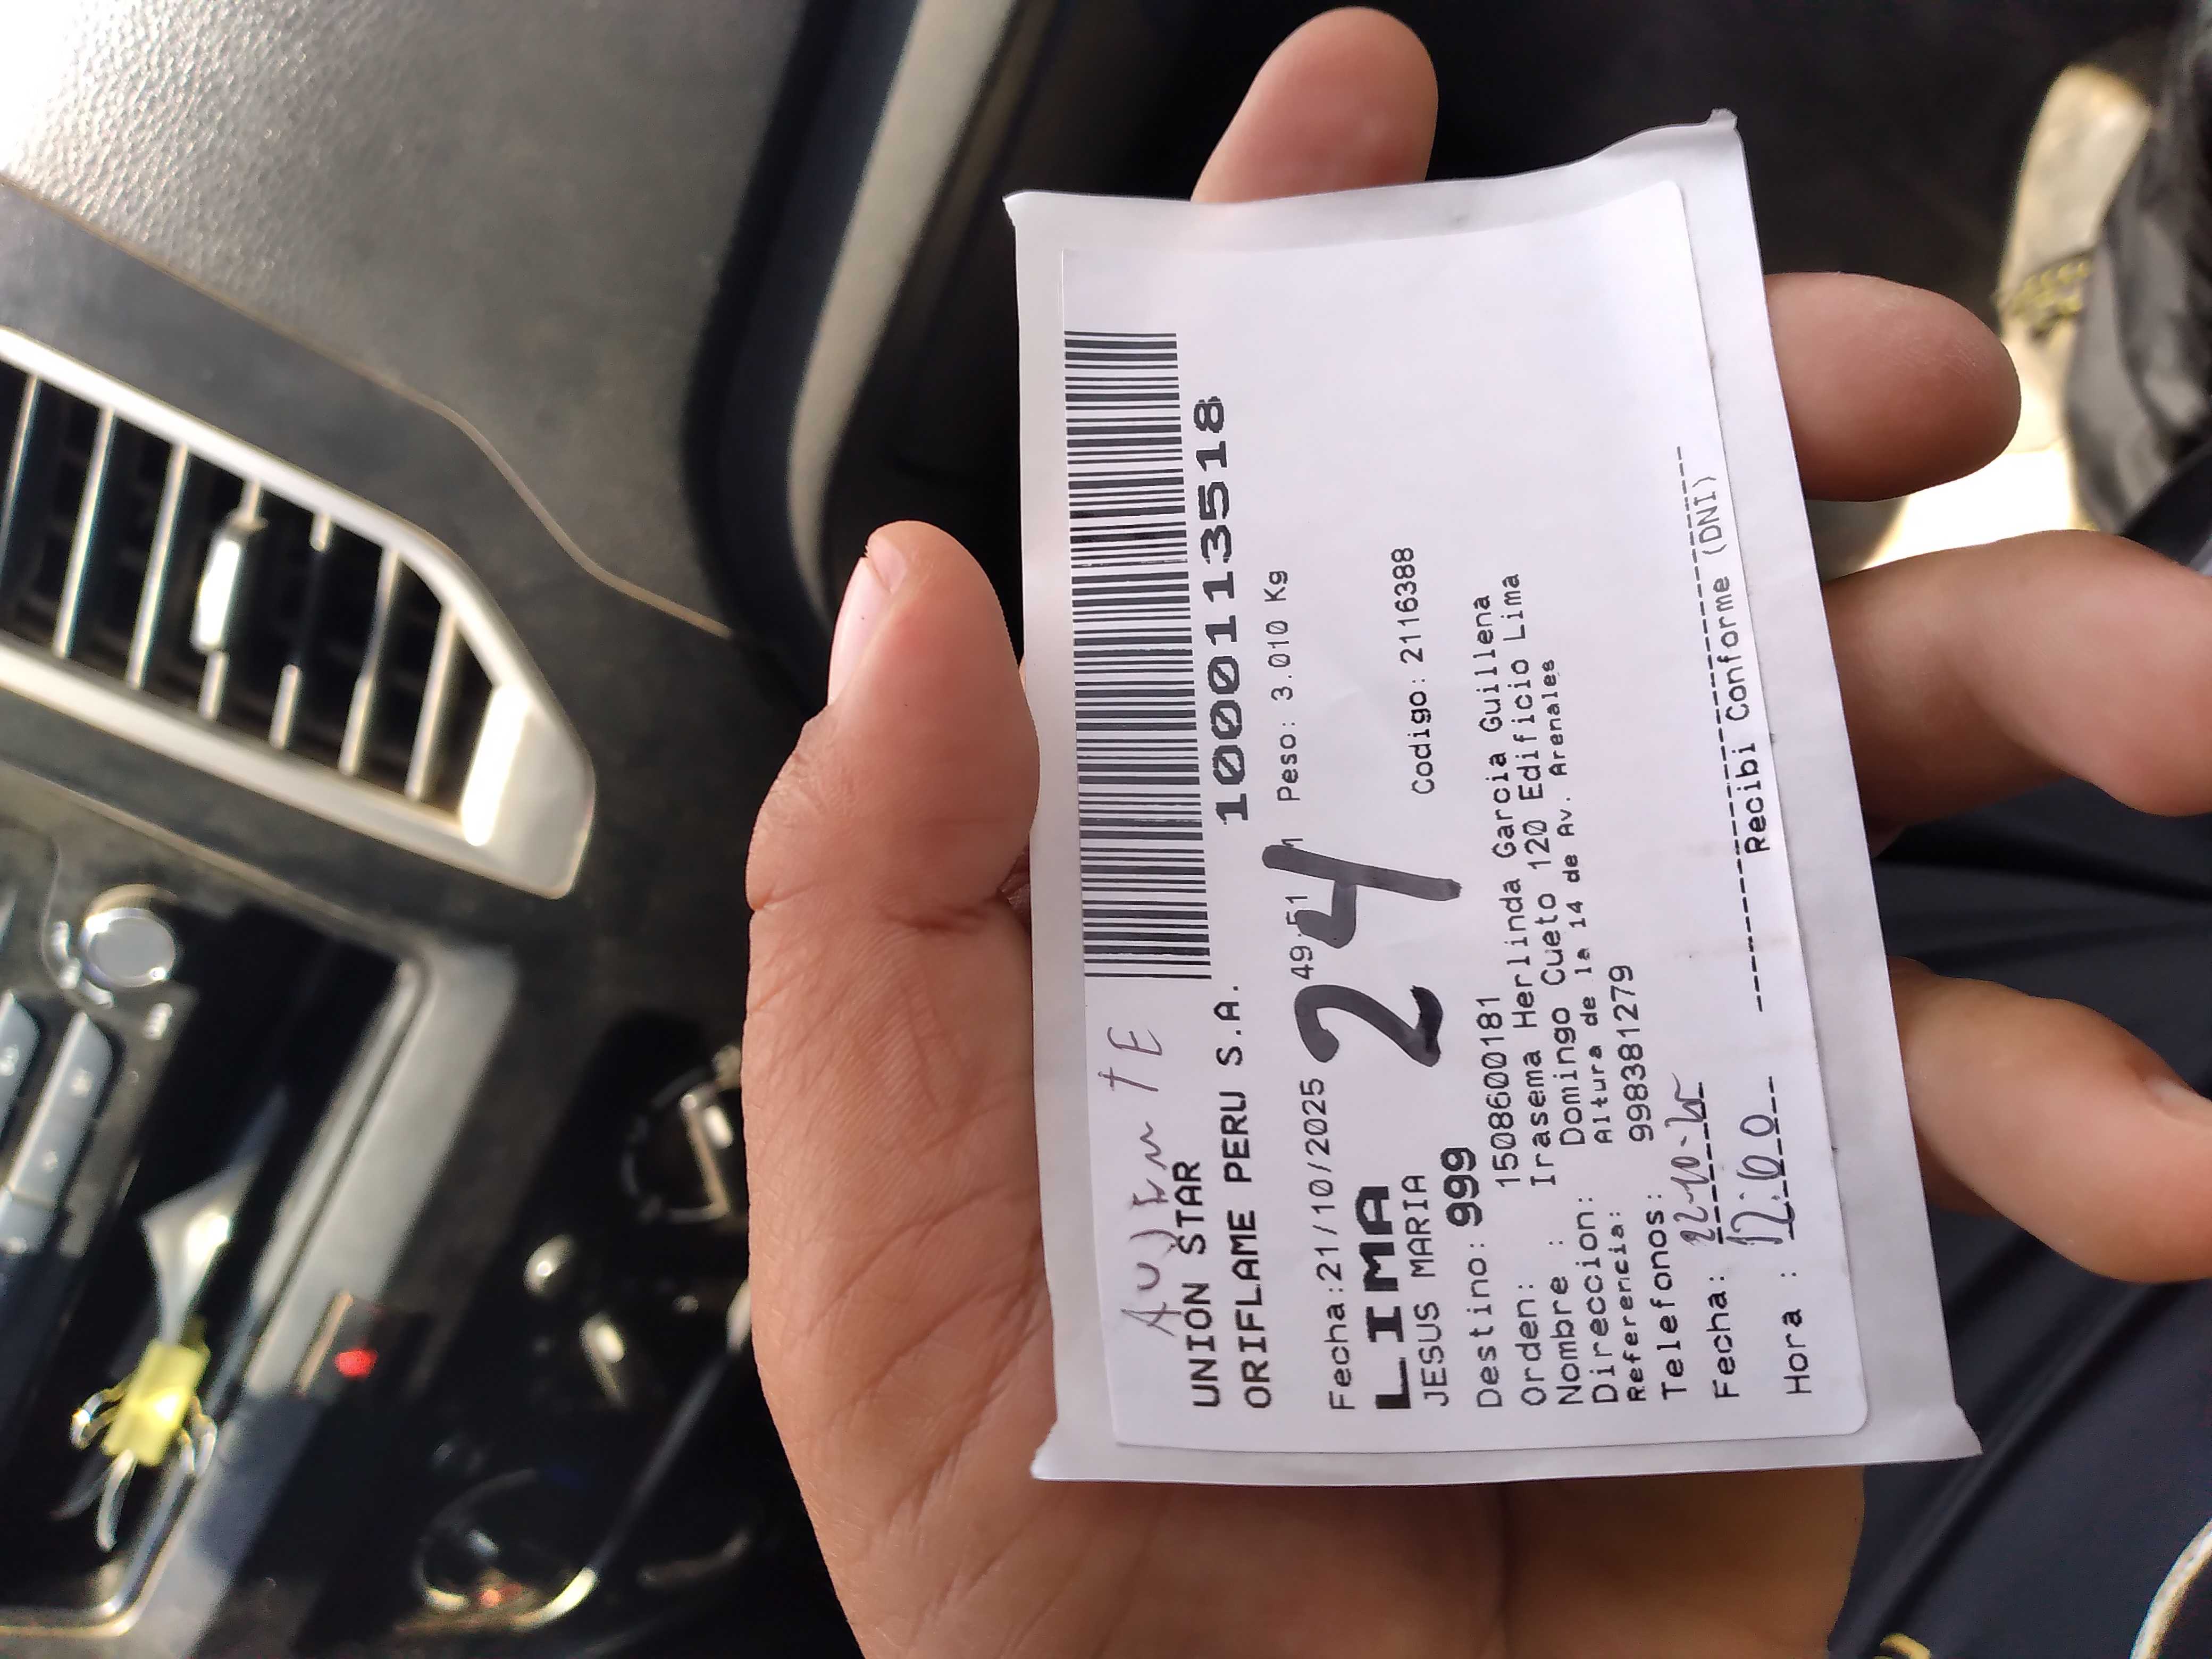 AUSEnTE
UNION STAR
ORIFLAME PERU S.A. 1000113518
Fecha:21/10/2025 49 51 1 Peso: 3.010 Kg
LIMA 24
JESUS MARIA Codigo: 2116388
Destino: 999
Orden: 1508600181
Nombre : Irasema Herlinda Garcia Guillena
Direccion: Domingo Cueto 120 Edificio Lima
Referencia: Altura de la 14 de Av. Arenales
Telefonos: 998381279
Fecha: 22-10-25
Hora : 12:00
Recibi Conforme (DNI)